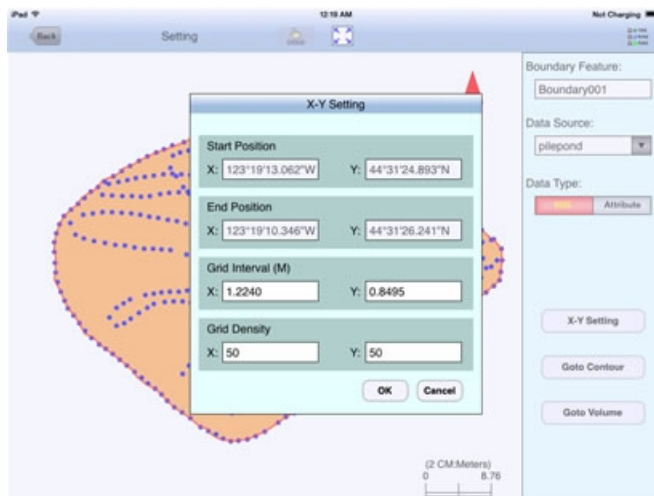 iPad 12:19 AM Not Charging
Back Setting
X-Y Setting
Start Position
X: 123°19'13.062"W Y: 44°31'24.893"N
End Position
X: 123°19'10.346"W Y: 44°31'26.241"N
Grid Interval (M)
X: 1.2240 Y: 0.8495
Grid Density
X: 50 Y: 50
OK Cancel
Boundary Feature:
Boundary001
Data Source:
pilepond
Data Type:
Attribute
X-Y Setting
Goto Contour
Goto Volume
(2 CM:Meters)
0 8.76